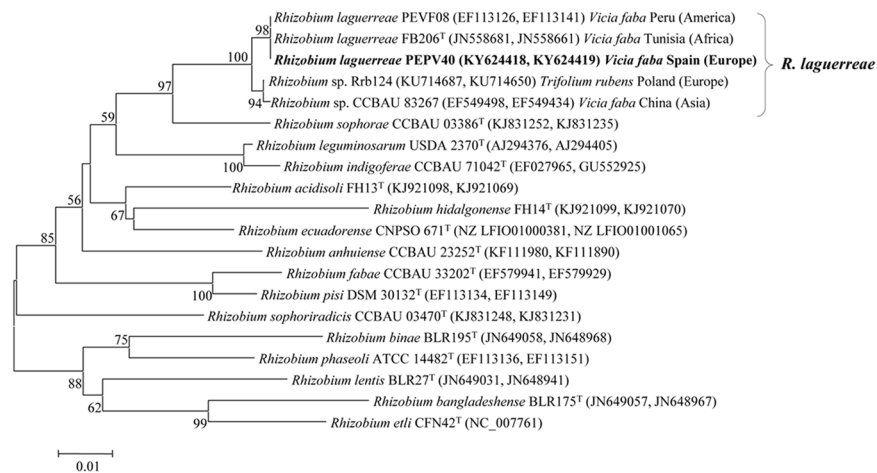 Rhizobium laguerreae PEVF08 (EF113126, EF113141) Vicia faba Peru (America)
98
Rhizobium laguerreae FB206T (JN558681, JN558661) Vicia faba Tunisia (Africa)
100
Rhizobium laguerreae PEPV40 (KY624418, KY624419) Vicia faba Spain (Europe)
R. laguerreae
Rhizobium sp. Rrb124 (KU714687, KU714650) Trifolium rubens Poland (Europe)
97
94
Rhizobium sp. CCBAU 83267 (EF549498, EF549434) Vicia faba China (Asia)
59
Rhizobium sophorae CCBAU 03386T (KJ831252, KJ831235)
Rhizobium leguminosarum USDA 2370T (AJ294376, AJ294405)
100
Rhizobium indigoferae CCBAU 71042T (EF027965, GU552925)
Rhizobium acidisoli FH13T (KJ921098, KJ921069)
56
67
Rhizobium hidalgonense FH14T (KJ921099, KJ921070)
Rhizobium ecuadorense CNPSO 671T (NZ LFIO01000381, NZ LFIO01001065)
85
Rhizobium anhuiense CCBAU 23252T (KF111980, KF111890)
Rhizobium fabae CCBAU 33202T (EF579941, EF579929)
100
Rhizobium pisi DSM 30132T (EF113134, EF113149)
Rhizobium sophoriradicis CCBAU 03470T (KJ831248, KJ831231)
75
Rhizobium binae BLR195T (JN649058, JN648968)
Rhizobium phaseoli ATCC 14482T (EF113136, EF113151)
88
Rhizobium lentis BLR27T (JN649031, JN648941)
62
Rhizobium bangladeshense BLR175T (JN649057, JN648967)
99
Rhizobium etli CFN42T (NC_007761)
0.01